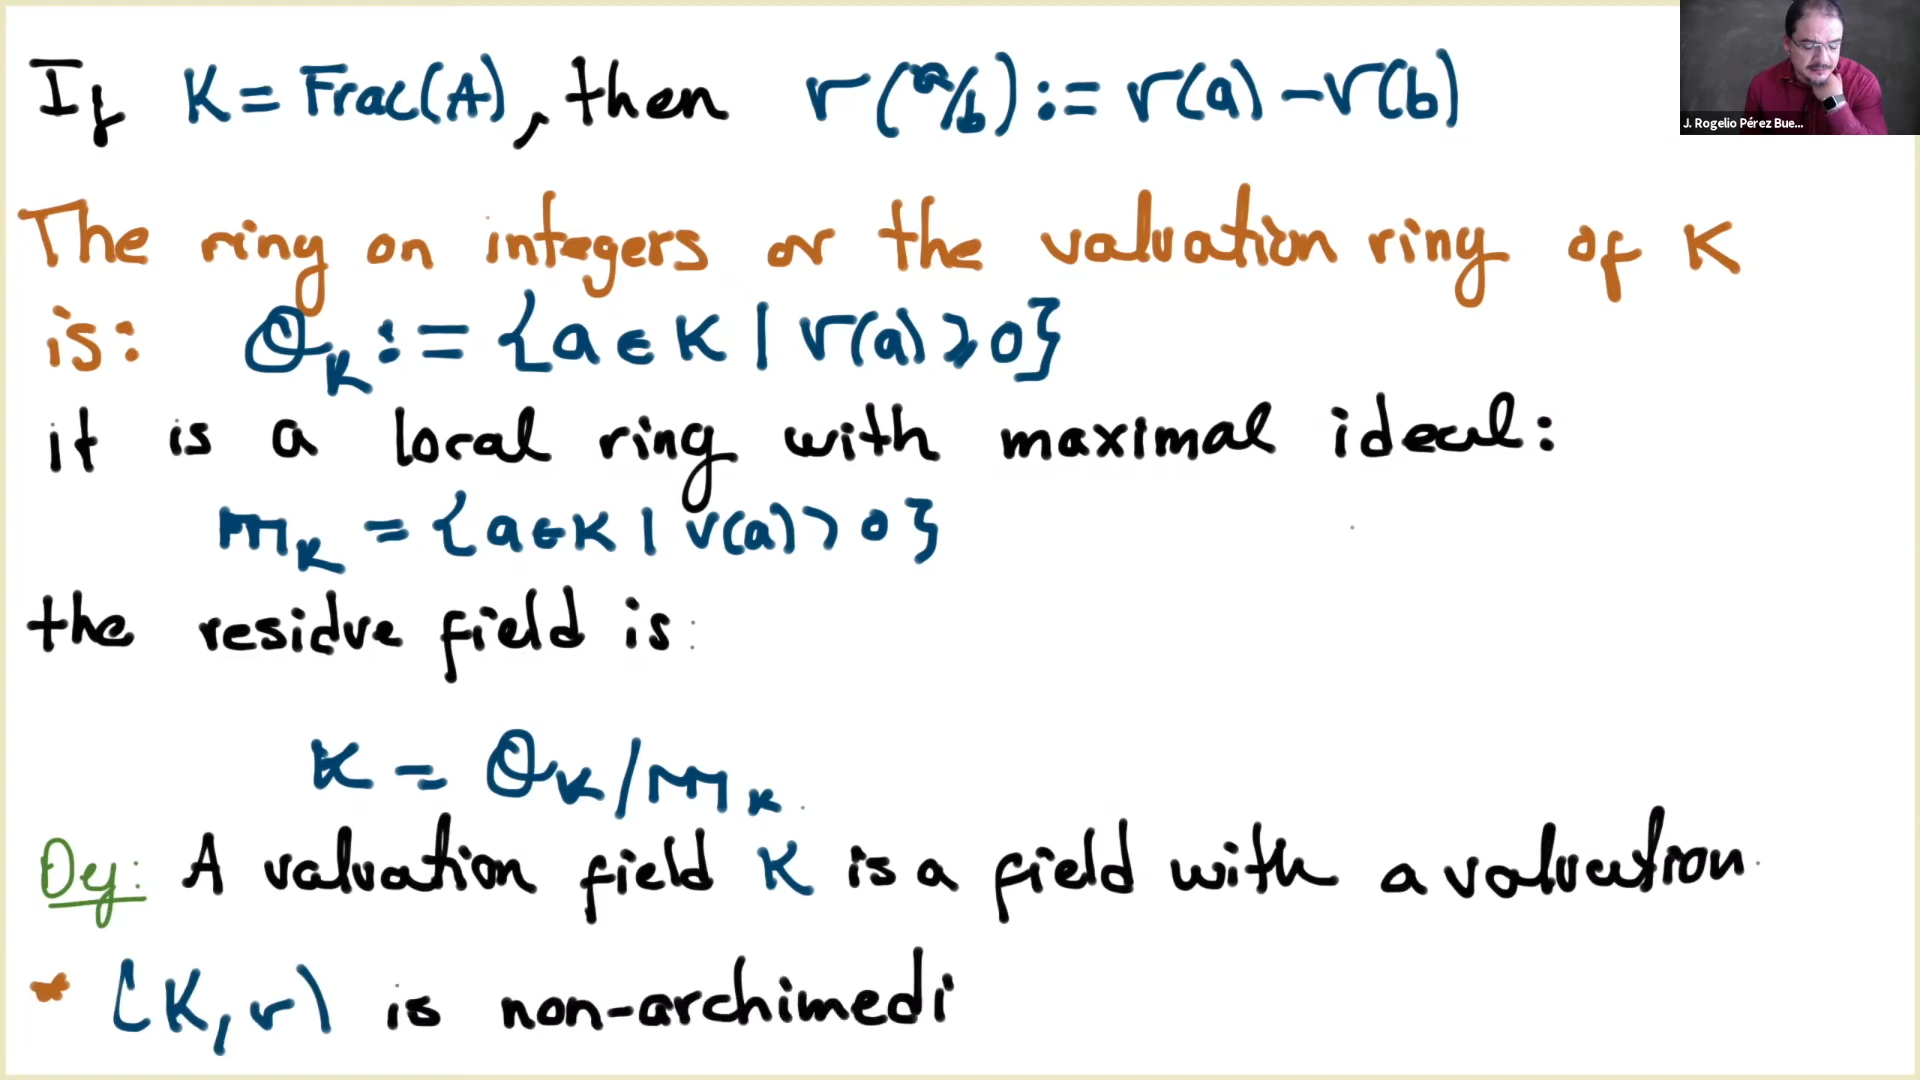 If K = Frac(A), then v(a/b) := v(a) - v(b)
J. Rogelio Pérez Bue...
The ring on integers or the valuation ring of K
is: 𝒪_K := {a ∈ K | v(a) ≥ 0}
it is a local ring with maximal ideal:
m_K = {a ∈ K | v(a) > 0}
the residue field is:
κ = 𝒪_K / m_K
Def: A valuation field K is a field with a valuation
* (K, v) is non-archimedi